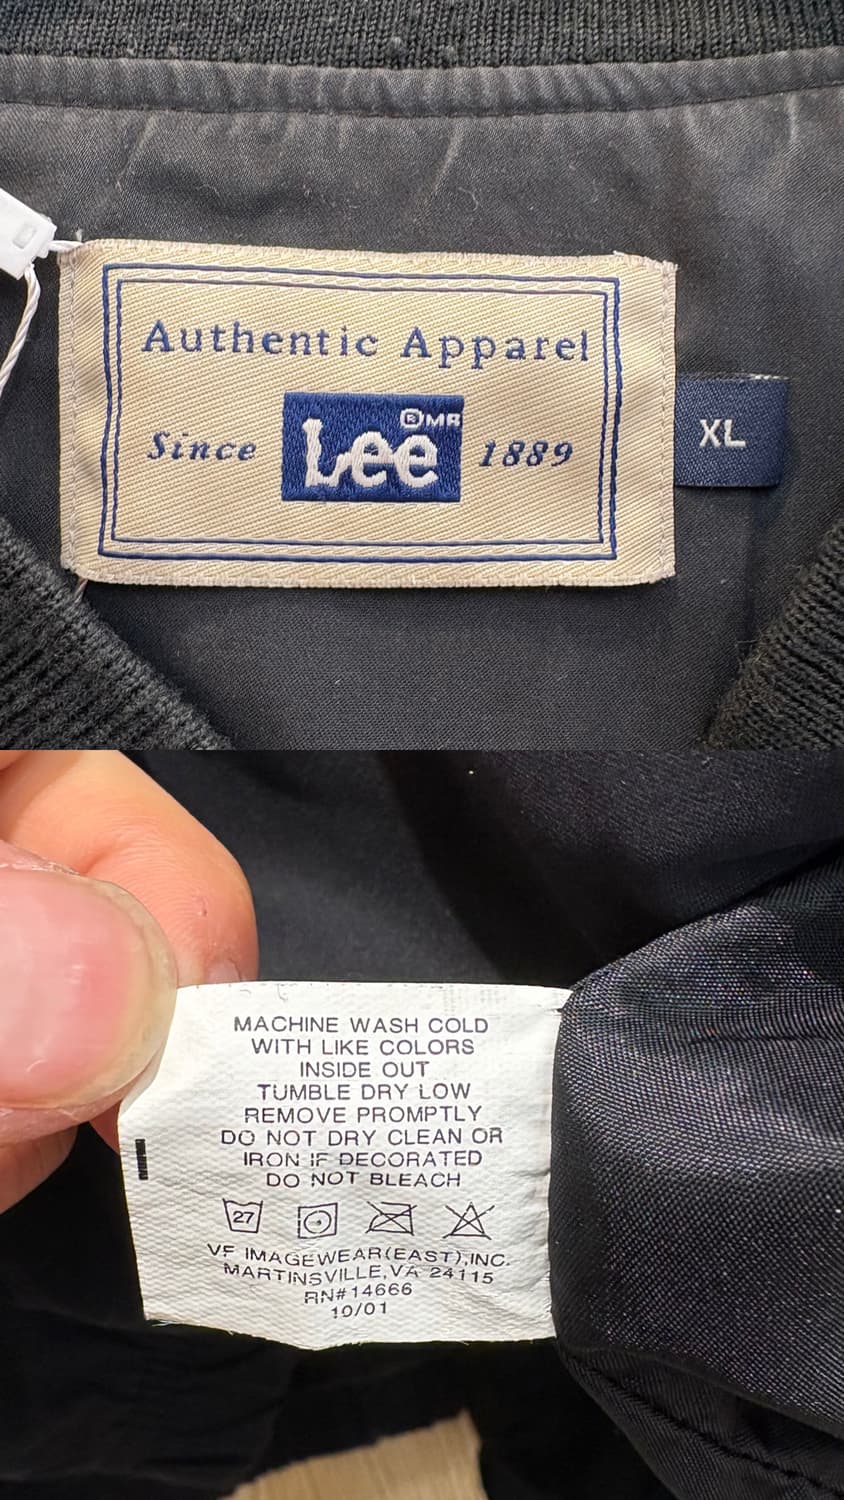 Authentic Apparel
Since Lee ®MR 1889
XL
MACHINE WASH COLD
WITH LIKE COLORS
INSIDE OUT
TUMBLE DRY LOW
REMOVE PROMPTLY
DO NOT DRY CLEAN OR
IRON IF DECORATED
DO NOT BLEACH
27
VF IMAGEWEAR(EAST),INC.
MARTINSVILLE,VA 24115
RN#14666
10/01